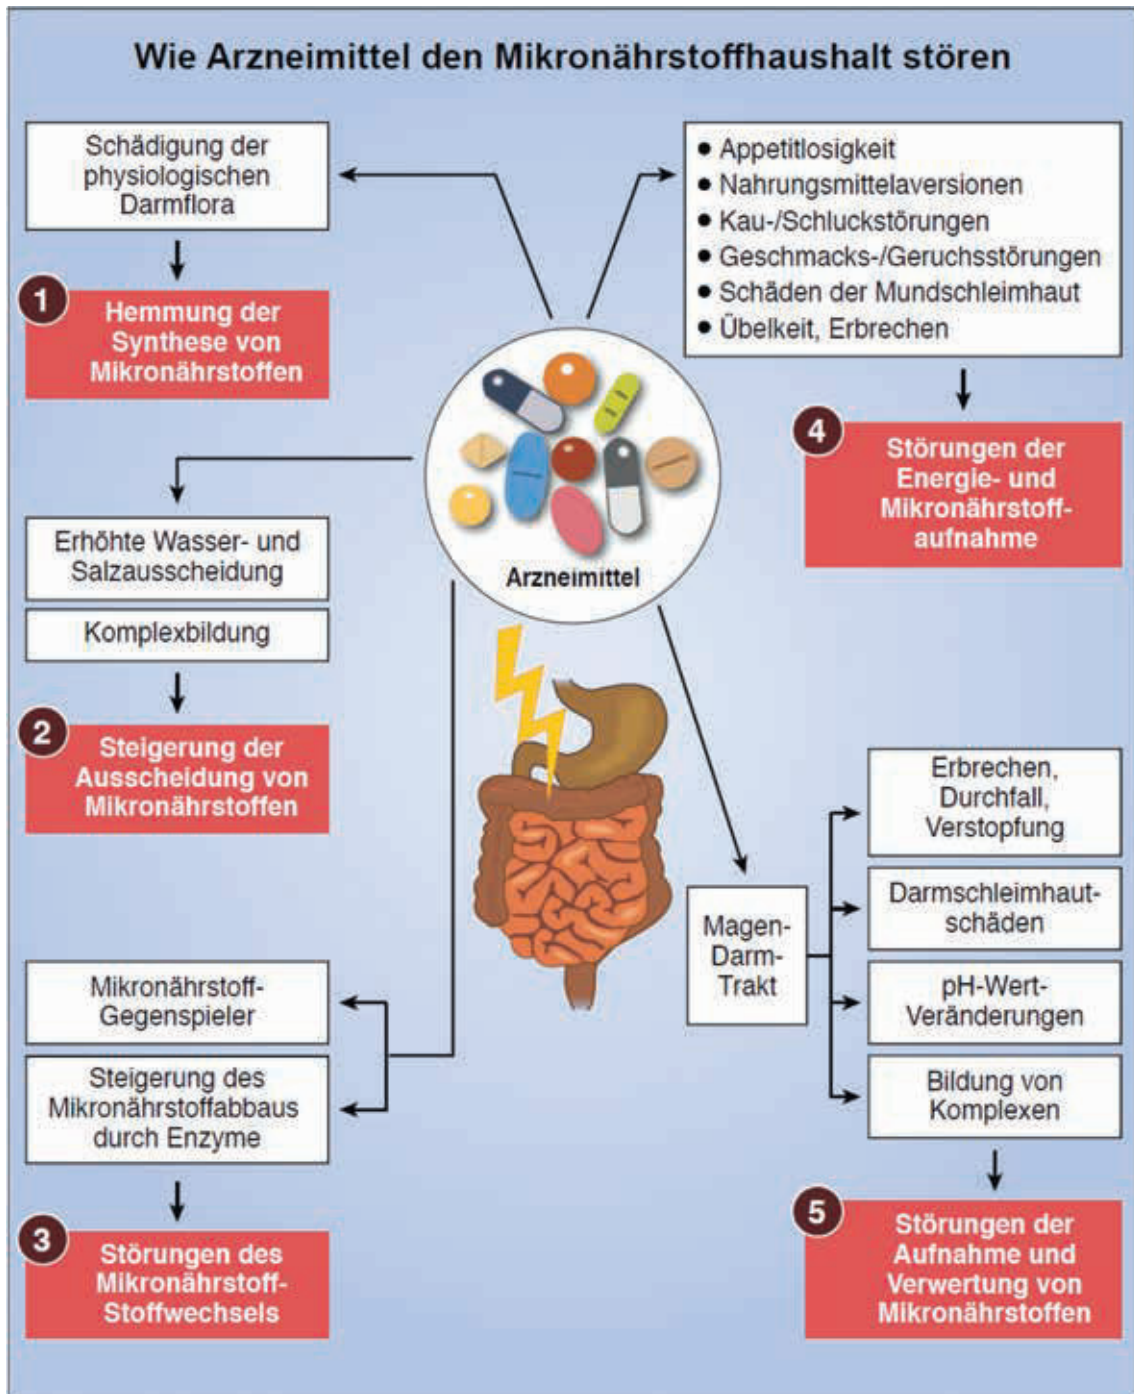 Wie Arzneimittel den Mikronährstoffhaushalt stören
Schädigung der
physiologischen
Darmflora
1
Hemmung der
Synthese von
Mikronährstoffen
Erhöhte Wasser- und
Salzausscheidung
Komplexbildung
2
Steigerung der
Ausscheidung von
Mikronährstoffen
Mikronährstoff-
Gegenspieler
Steigerung des
Mikronährstoffabbaus
durch Enzyme
3
Störungen des
Mikronährstoff-
Stoffwechsels
Arzneimittel
• Appetitlosigkeit
• Nahrungsmittelaversionen
• Kau-/Schluckstörungen
• Geschmacks-/Geruchsstörungen
• Schäden der Mundschleimhaut
• Übelkeit, Erbrechen
4
Störungen der
Energie- und
Mikronährstoff-
aufnahme
Magen-
Darm-
Trakt
Erbrechen,
Durchfall,
Verstopfung
Darmschleimhaut-
schäden
pH-Wert-
Veränderungen
Bildung von
Komplexen
5
Störungen der
Aufnahme und
Verwertung von
Mikronährstoffen